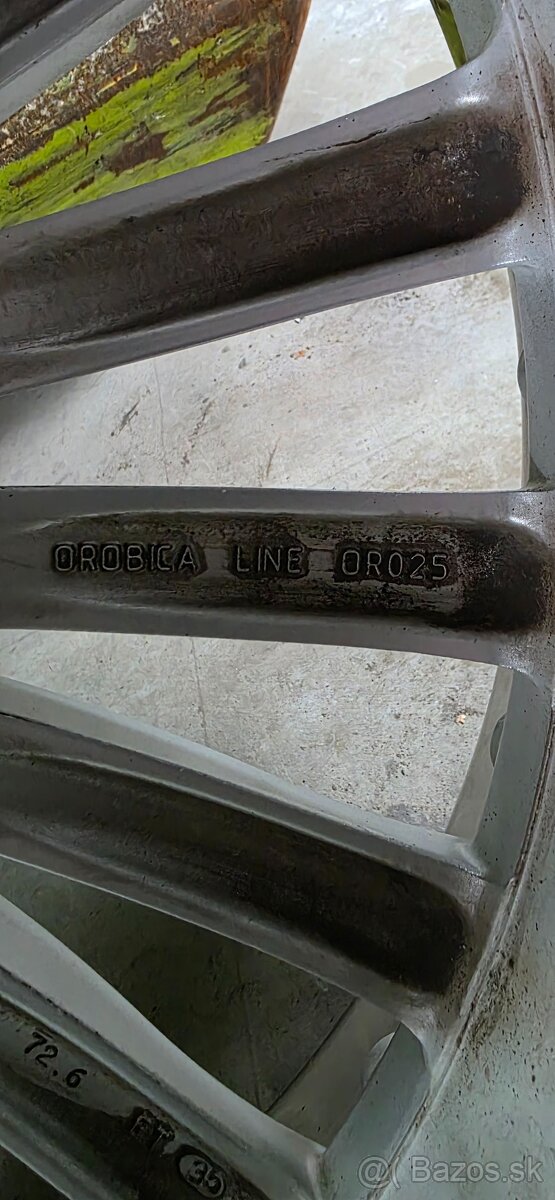 OROBICA LINE OR025
72.6
ET 35
@ Bazos.sk